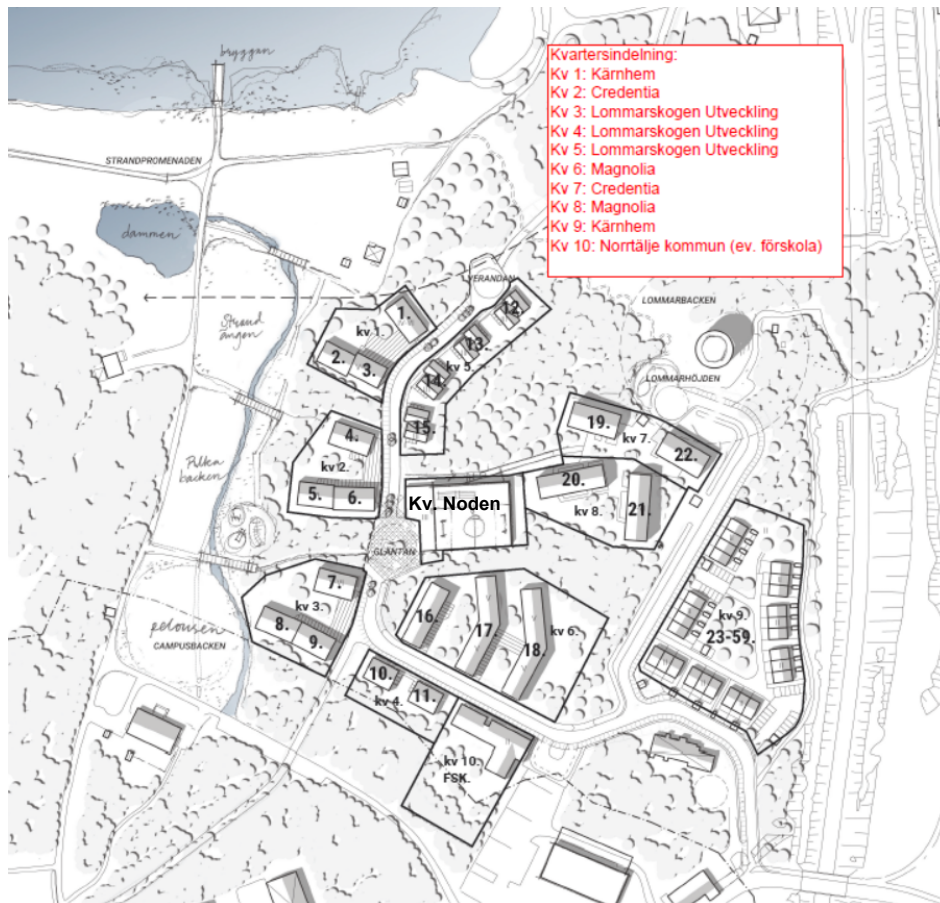 bryggan
Kvartersindelning:
Kv 1: Kärnhem
Kv 2: Credentia
Kv 3: Lommarskogen Utveckling
Kv 4: Lommarskogen Utveckling
Kv 5: Lommarskogen Utveckling
Kv 6: Magnolia
Kv 7: Credentia
Kv 8: Magnolia
Kv 9: Kärnhem
Kv 10: Norrtälje kommun (ev. förskola)
STRANDPROMENADEN
dammen
VERANDAN
LOMMARBACKEN
Strand
ängen
1.
kv 1.
2.
3.
12.
13.
kv 5.
14.
15.
LOMMARHÖJDEN
19.
kv 7.
22.
4.
kv 2.
5.
6.
Pulka
backen
Kv. Noden
20.
kv 8.
21.
GLÄNTAN
7.
kv 3.
8.
9.
pelousen
CAMPUSBACKEN
16.
17.
18.
kv 6.
kv 9.
23-59.
10.
11.
kv 4.
kv 10.
FSK.